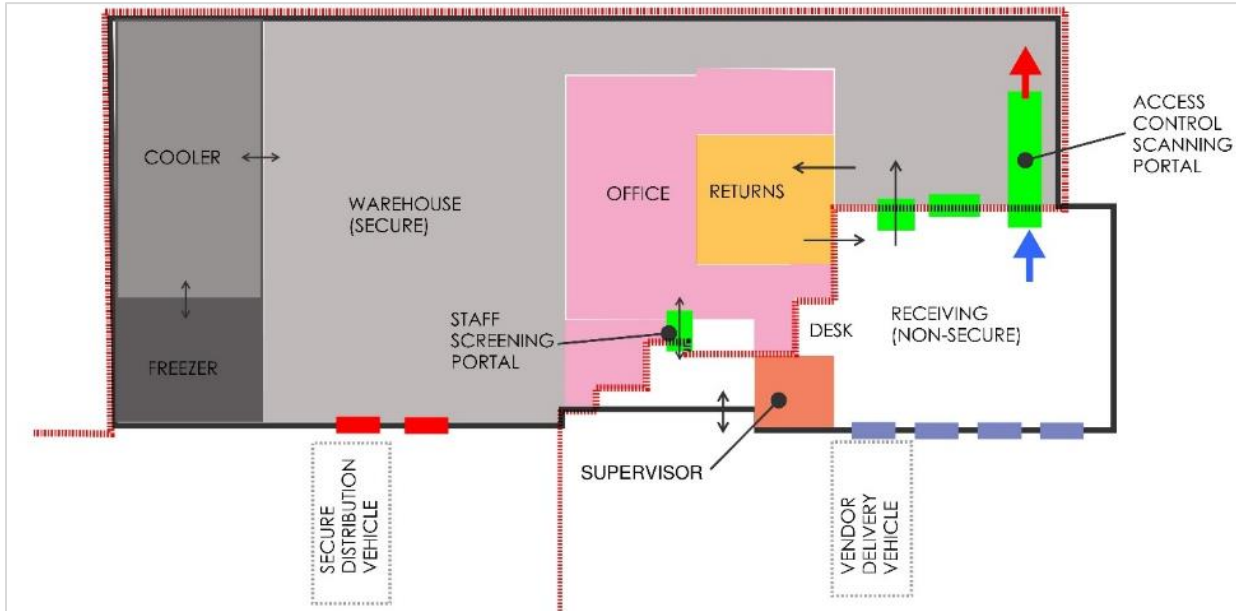 COOLER
FREEZER
WAREHOUSE
(SECURE)
OFFICE
RETURNS
STAFF
SCREENING
PORTAL
DESK
RECEIVING
(NON-SECURE)
ACCESS
CONTROL
SCANNING
PORTAL
SUPERVISOR
SECURE
DISTRIBUTION
VEHICLE
VENDOR
DELIVERY
VEHICLE